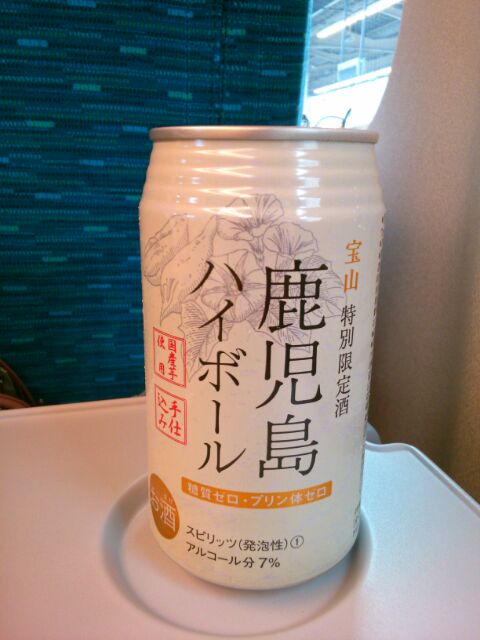 宝山 特別限定酒
鹿児島
ハイボール
国産芋
使用
手仕
込み
糖質ゼロ・プリン体ゼロ
お酒
スピリッツ(発泡性)①
アルコール分7%